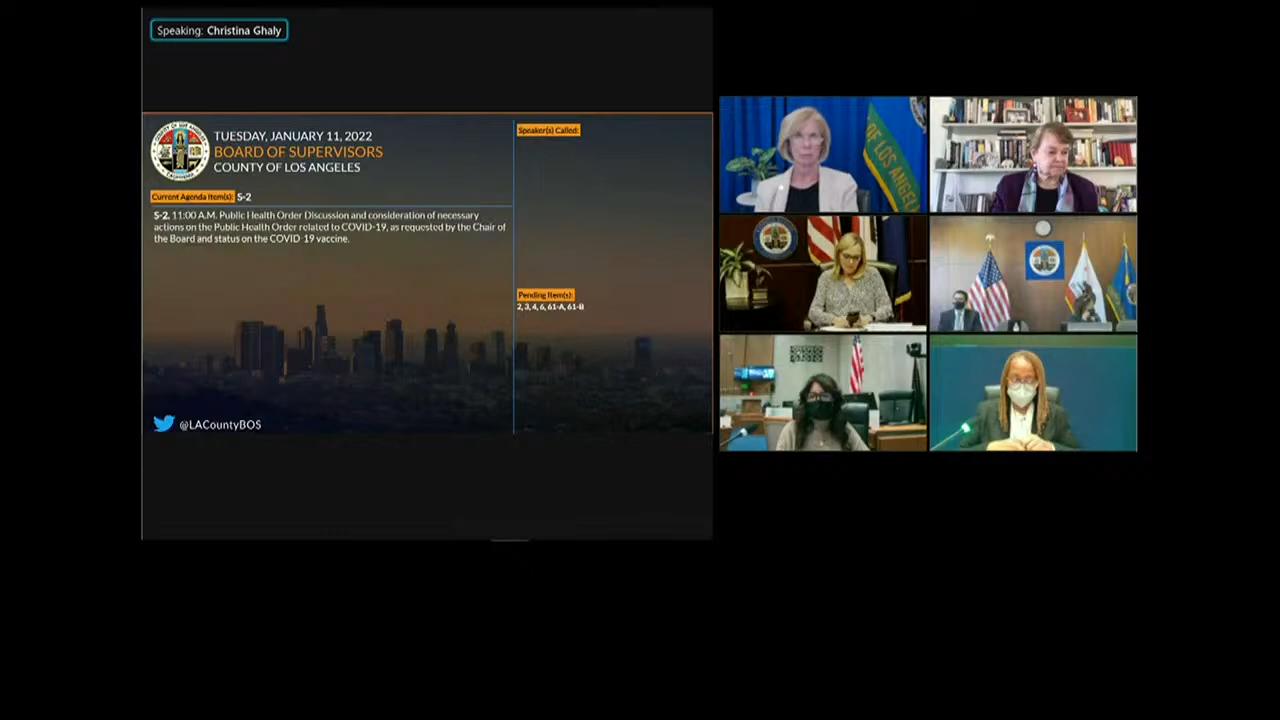 Speaking: Christina Ghaly
TUESDAY, JANUARY 11, 2022
BOARD OF SUPERVISORS
COUNTY OF LOS ANGELES
Current Agenda Item(s): S-2
S-2. 11:00 A.M. Public Health Order Discussion and consideration of necessary
actions on the Public Health Order related to COVID-19, as requested by the Chair of
the Board and status on the COVID-19 vaccine.
Speaker(s) Called:
Pending Item(s):
2, 3, 4, 6, 61-A, 61-B
@LACountyBOS
OF LOS ANGELES